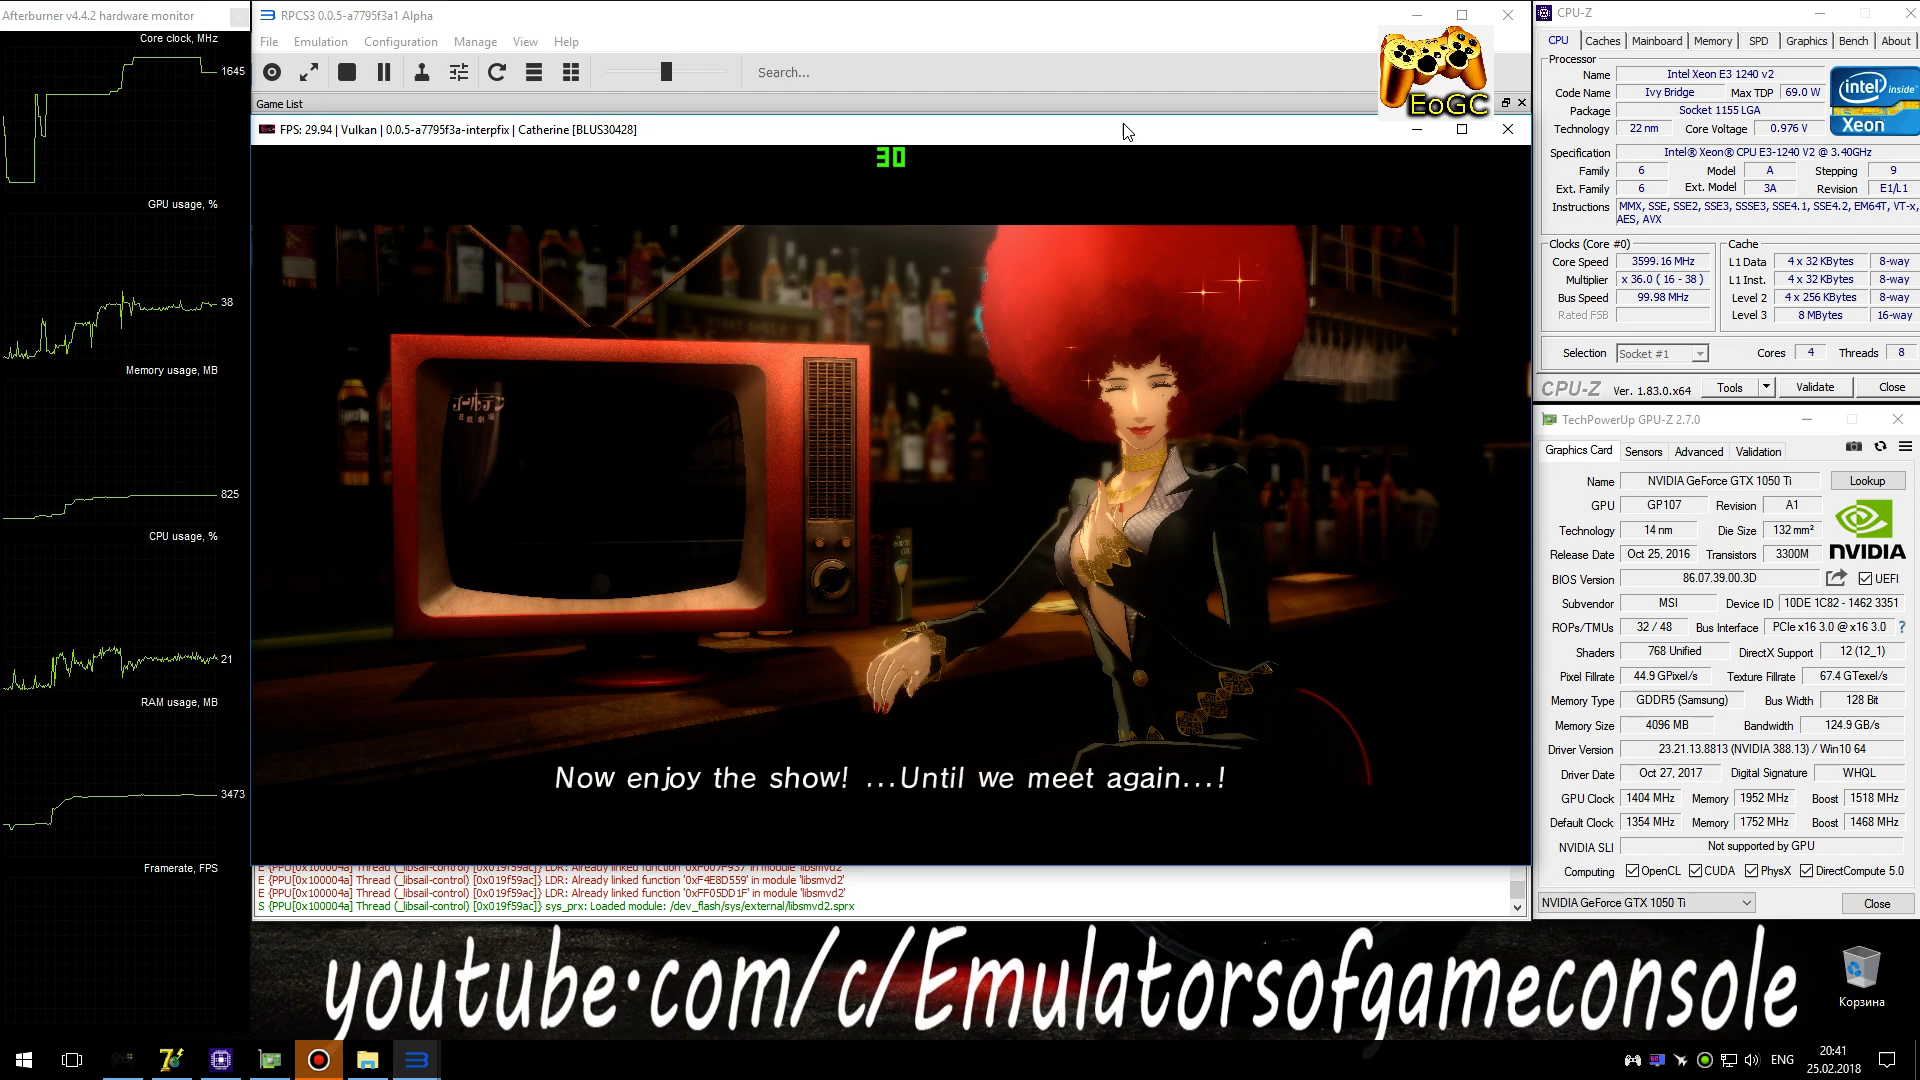 Afterburner v4.4.2 hardware monitor
Core clock, MHz
1645
GPU usage, %
38
Memory usage, MB
825
CPU usage, %
21
RAM usage, MB
3473
Framerate, FPS
RPCS3 0.0.5-a7795f3a1 Alpha
File Emulation Configuration Manage View Help
Search...
EoGC
Game List
FPS: 29.94 | Vulkan | 0.0.5-a7795f3a-interpfix | Catherine [BLUS30428]
30
ゴールデン
Now enjoy the show! ...Until we meet again...!
E {PPU[0x100004a] Thread (_libsail-control) [0x019f59ac]} LDR: Already linked function '0xF007F937' in module 'libsmvd2'
E {PPU[0x100004a] Thread (_libsail-control) [0x019f59ac]} LDR: Already linked function '0xF4E8D559' in module 'libsmvd2'
E {PPU[0x100004a] Thread (_libsail-control) [0x019f59ac]} LDR: Already linked function '0xFF05DD1F' in module 'libsmvd2'
S {PPU[0x100004a] Thread (_libsail-control) [0x019f59ac]} sys_prx: Loaded module: /dev_flash/sys/external/libsmvd2.sprx
youtube.com/c/Emulatorsofgameconsole
CPU-Z
CPU Caches Mainboard Memory SPD Graphics Bench About
Processor
Name Intel Xeon E3 1240 v2
Code Name Ivy Bridge Max TDP 69.0 W
Package Socket 1155 LGA
Technology 22 nm Core Voltage 0.976 V
intel inside™
Xeon
Specification Intel® Xeon® CPU E3-1240 V2 @ 3.40GHz
Family 6 Model A Stepping 9
Ext. Family 6 Ext. Model 3A Revision E1/L1
Instructions MMX, SSE, SSE2, SSE3, SSSE3, SSE4.1, SSE4.2, EM64T, VT-x,
AES, AVX
Clocks (Core #0) Cache
Core Speed 3599.16 MHz L1 Data 4 x 32 KBytes 8-way
Multiplier x 36.0 ( 16 - 38 ) L1 Inst. 4 x 32 KBytes 8-way
Bus Speed 99.98 MHz Level 2 4 x 256 KBytes 8-way
Rated FSB Level 3 8 MBytes 16-way
Selection Socket #1 Cores 4 Threads 8
CPU-Z Ver. 1.83.0.x64 Tools Validate Close
TechPowerUp GPU-Z 2.7.0
Graphics Card Sensors Advanced Validation
Name NVIDIA GeForce GTX 1050 Ti Lookup
GPU GP107 Revision A1
Technology 14 nm Die Size 132 mm²
Release Date Oct 25, 2016 Transistors 3300M
NVIDIA
BIOS Version 86.07.39.00.3D UEFI
Subvendor MSI Device ID 10DE 1C82 - 1462 3351
ROPs/TMUs 32 / 48 Bus Interface PCIe x16 3.0 @ x16 3.0 ?
Shaders 768 Unified DirectX Support 12 (12_1)
Pixel Fillrate 44.9 GPixel/s Texture Fillrate 67.4 GTexel/s
Memory Type GDDR5 (Samsung) Bus Width 128 Bit
Memory Size 4096 MB Bandwidth 124.9 GB/s
Driver Version 23.21.13.8813 (NVIDIA 388.13) / Win10 64
Driver Date Oct 27, 2017 Digital Signature WHQL
GPU Clock 1404 MHz Memory 1952 MHz Boost 1518 MHz
Default Clock 1354 MHz Memory 1752 MHz Boost 1468 MHz
NVIDIA SLI Not supported by GPU
Computing OpenCL CUDA PhysX DirectCompute 5.0
NVIDIA GeForce GTX 1050 Ti Close
Корзина
ENG
20:41
25.02.2018